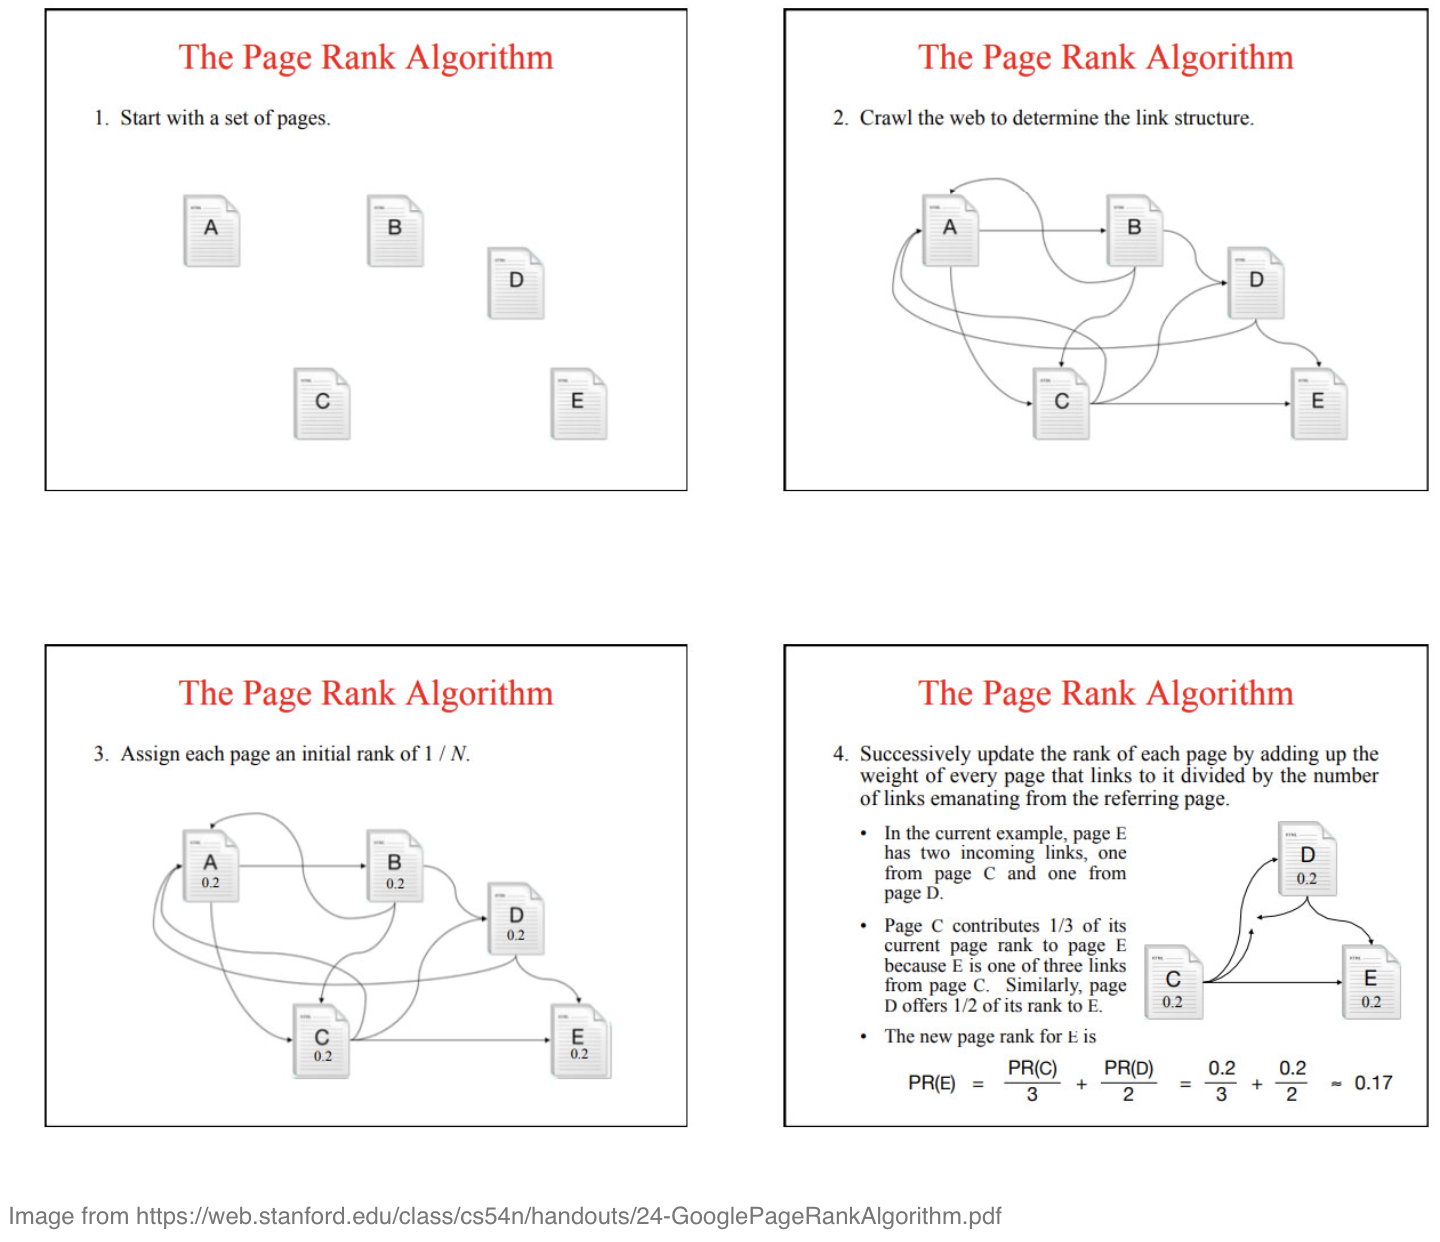 The Page Rank Algorithm
1. Start with a set of pages.
A
B
D
C
E
The Page Rank Algorithm
2. Crawl the web to determine the link structure.
A
B
D
C
E
The Page Rank Algorithm
3. Assign each page an initial rank of 1 / N.
A
0.2
B
0.2
D
0.2
C
0.2
E
0.2
The Page Rank Algorithm
4. Successively update the rank of each page by adding up the
weight of every page that links to it divided by the number
of links emanating from the referring page.
• In the current example, page E
has two incoming links, one
from page C and one from
page D.
• Page C contributes 1/3 of its
current page rank to page E
because E is one of three links
from page C. Similarly, page
D offers 1/2 of its rank to E.
• The new page rank for E is
D
0.2
C
0.2
E
0.2
PR(E) = PR(C) / 3 + PR(D) / 2 = 0.2 / 3 + 0.2 / 2 ≈ 0.17
Image from https://web.stanford.edu/class/cs54n/handouts/24-GooglePageRankAlgorithm.pdf